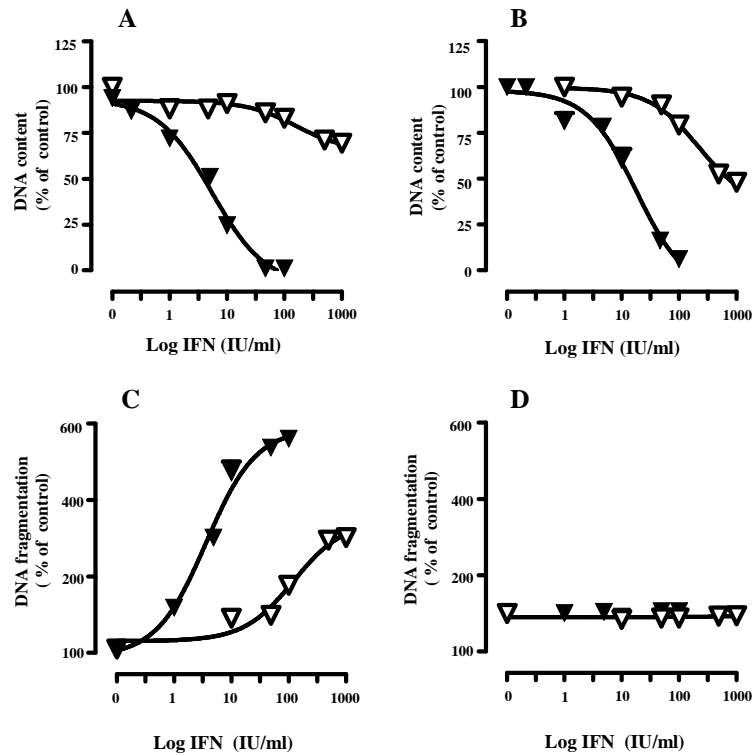 A
B
125
100
75
50
25
0
DNA content
(% of control)
0 1 10 100 1000
Log IFN (IU/ml)
125
100
75
50
25
0
DNA content
(% of control)
0 1 10 100 1000
Log IFN (IU/ml)
C
D
600
400
200
100
DNA fragmentation
( % of control)
0 1 10 100 1000
Log IFN (IU/ml)
600
400
200
100
DNA fragmentation
( % of control)
0 1 10 100 1000
Log IFN (IU/ml)